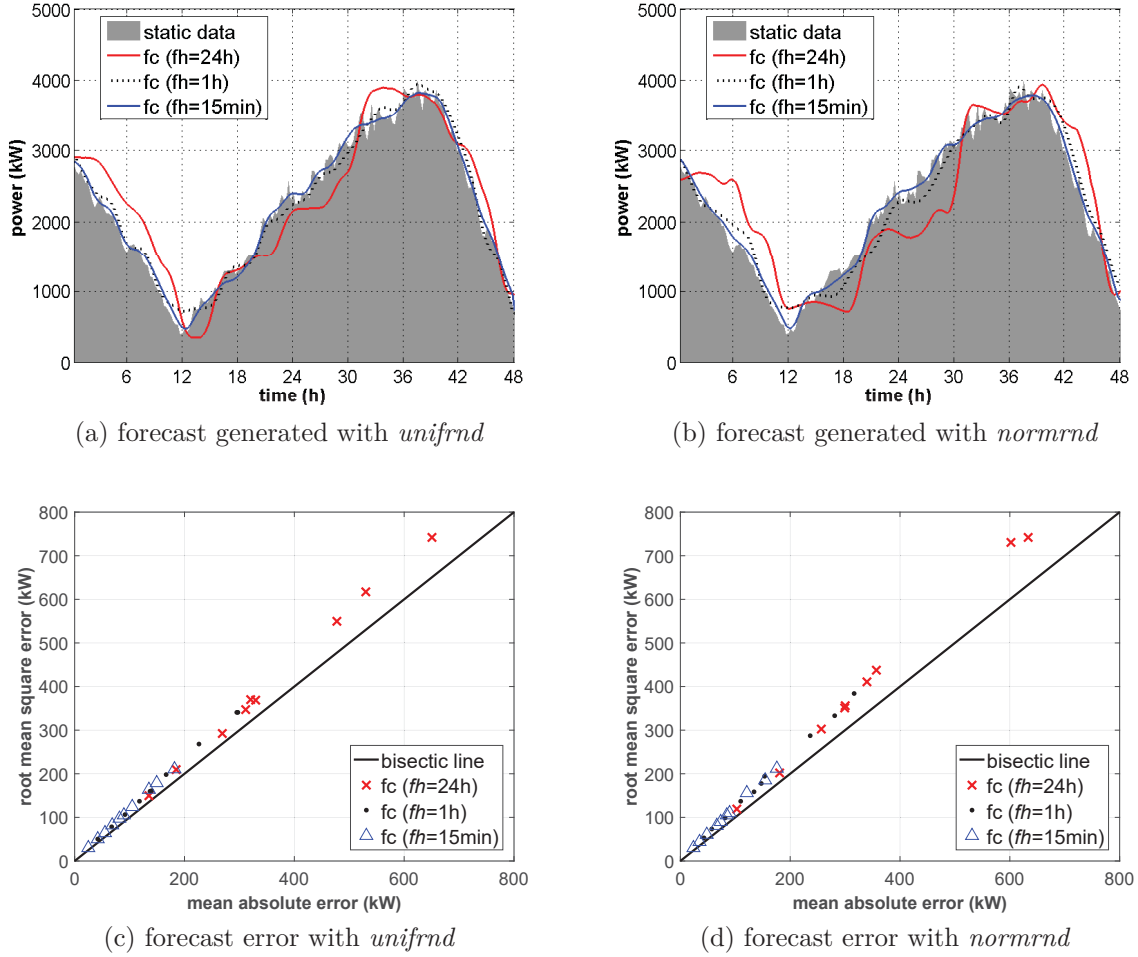 5000
4000
3000
2000
1000
0
power (kW)
static data
fc (fh=24h)
fc (fh=1h)
fc (fh=15min)
6 12 18 24 30 36 42 48
time (h)
(a) forecast generated with unifrnd
5000
4000
3000
2000
1000
0
power (kW)
static data
fc (fh=24h)
fc (fh=1h)
fc (fh=15min)
6 12 18 24 30 36 42 48
time (h)
(b) forecast generated with normrnd
800
700
600
500
400
300
200
100
0
root mean square error (kW)
bisectic line
fc (fh=24h)
fc (fh=1h)
fc (fh=15min)
0 200 400 600 800
mean absolute error (kW)
(c) forecast error with unifrnd
800
700
600
500
400
300
200
100
0
root mean square error (kW)
bisectic line
fc (fh=24h)
fc (fh=1h)
fc (fh=15min)
0 200 400 600 800
mean absolute error (kW)
(d) forecast error with normrnd